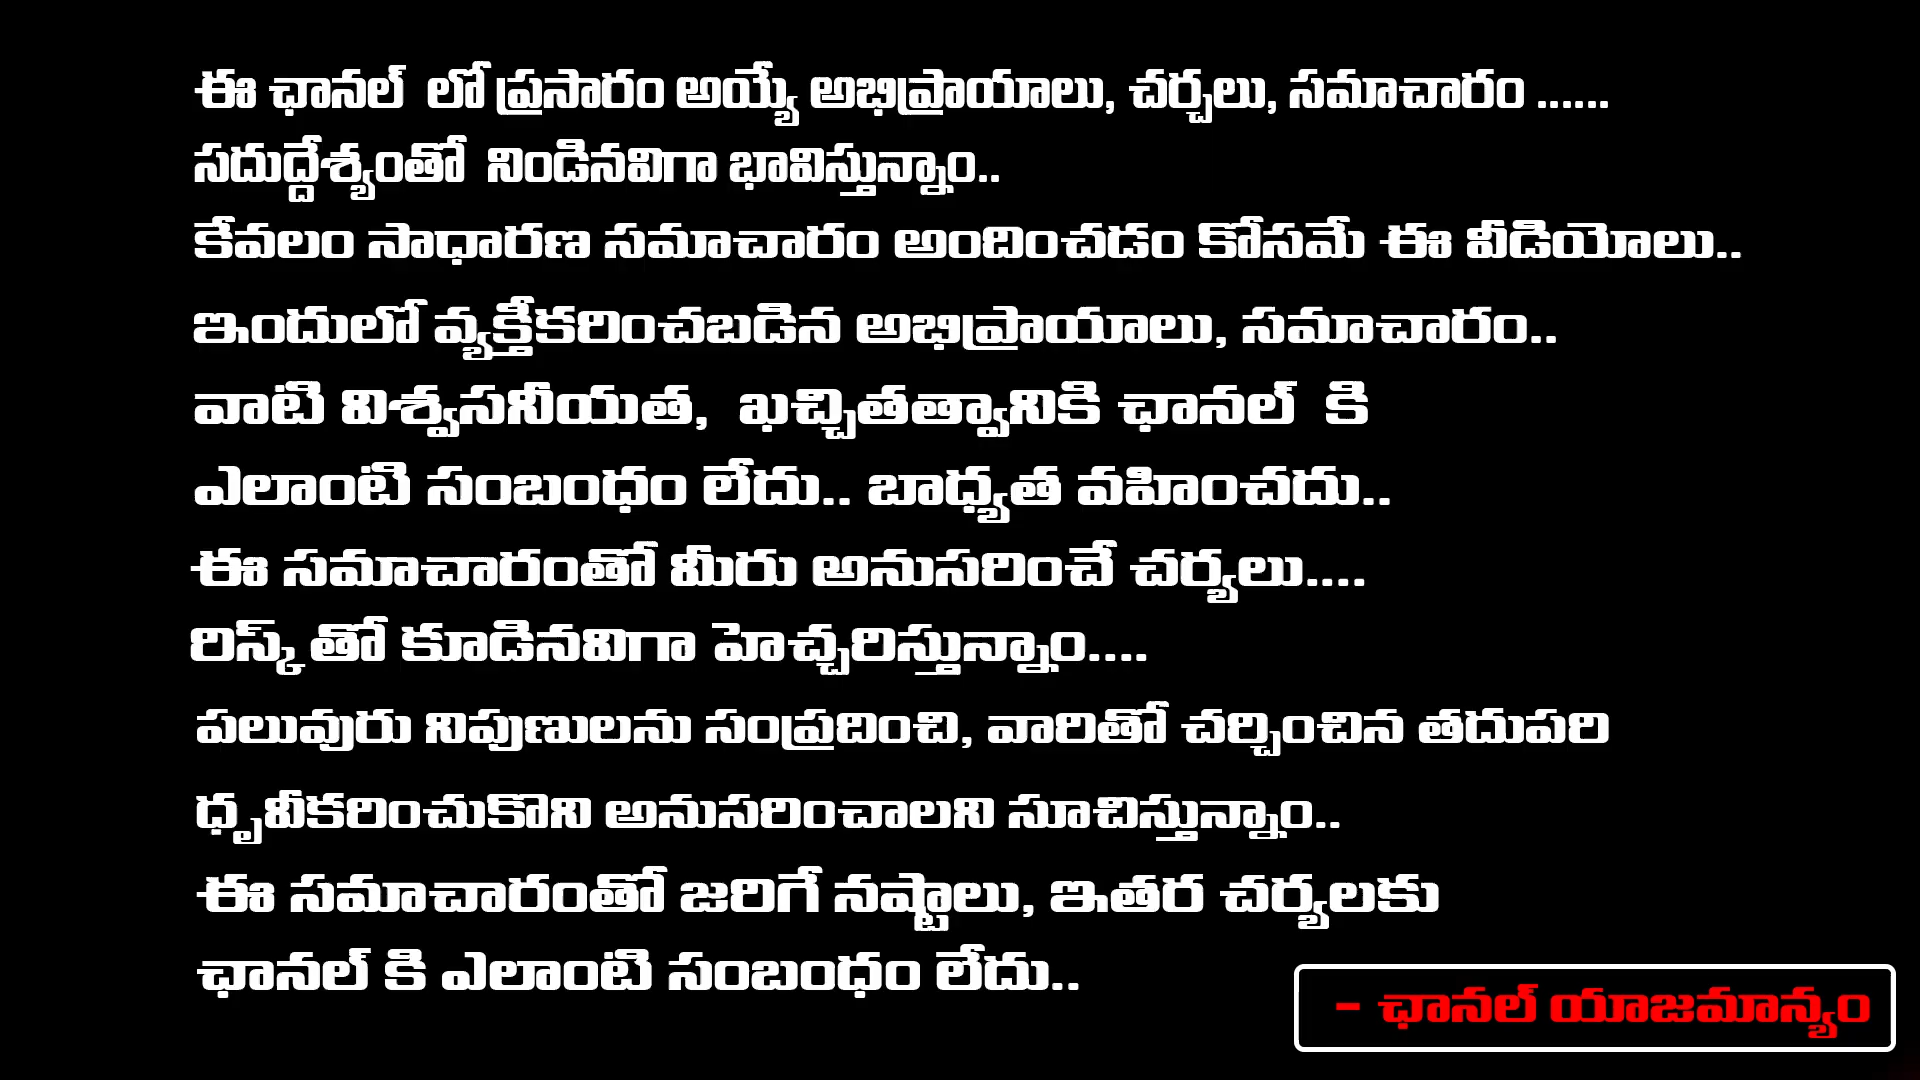 ఈ ఛానల్ లో ప్రసారం అయ్యే అభిప్రాయాలు, చర్చలు, సమాచారం ......
సదుద్దేశ్యంతో నిండినవిగా భావిస్తున్నాం..
కేవలం సాధారణ సమాచారం అందించడం కోసమే ఈ వీడియోలు..
ఇందులో వ్యక్తీకరించబడిన అభిప్రాయాలు, సమాచారం..
వాటి విశ్వసనీయత, ఖచ్చితత్వానికి ఛానల్ కి
ఎలాంటి సంబంధం లేదు.. బాధ్యత వహించదు..
ఈ సమాచారంతో మీరు అనుసరించే చర్యలు....
రిస్క్ తో కూడినవిగా హెచ్చరిస్తున్నాం....
పలువురు నిపుణులను సంప్రదించి, వారితో చర్చించిన తదుపరి
ధృవీకరించుకొని అనుసరించాలని సూచిస్తున్నాం..
ఈ సమాచారంతో జరిగే నష్టాలు, ఇతర చర్యలకు
ఛానల్ కి ఎలాంటి సంబంధం లేదు..
- ఛానల్ యాజమాన్యం